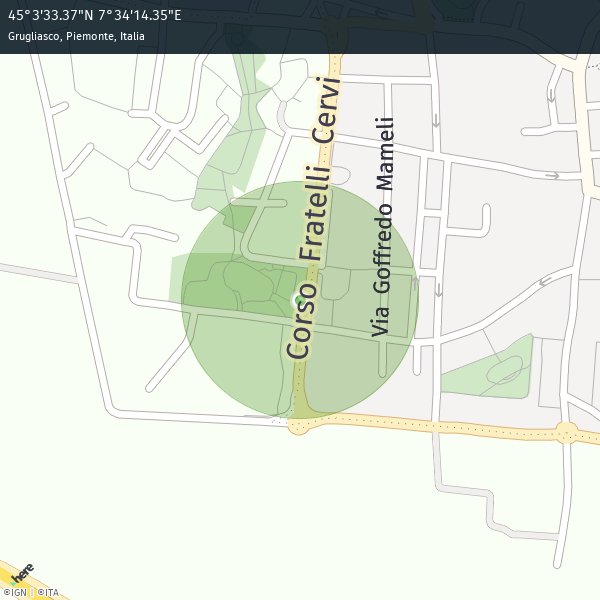 45°3'33.37"N 7°34'14.35"E
Grugliasco, Piemonte, Italia
Corso Fratelli Cervi
Via Goffredo Mameli
here
©IGN | ©ITA